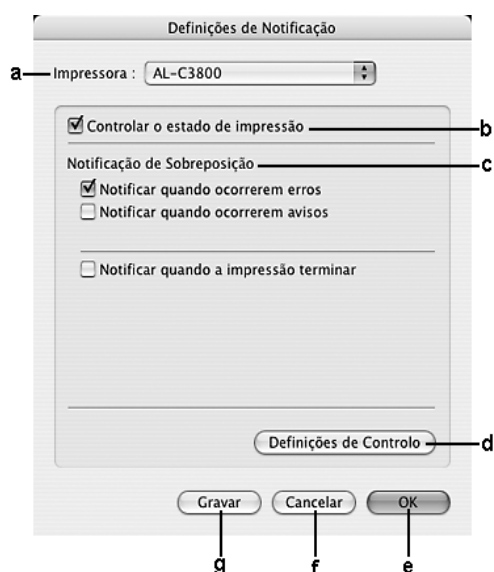 Definições de Notificação
a Impressora : AL-C3800
Controlar o estado de impressão b
Notificação de Sobreposição c
Notificar quando ocorrerem erros
Notificar quando ocorrerem avisos
Notificar quando a impressão terminar
Definições de Controlo d
Gravar Cancelar OK
g f e